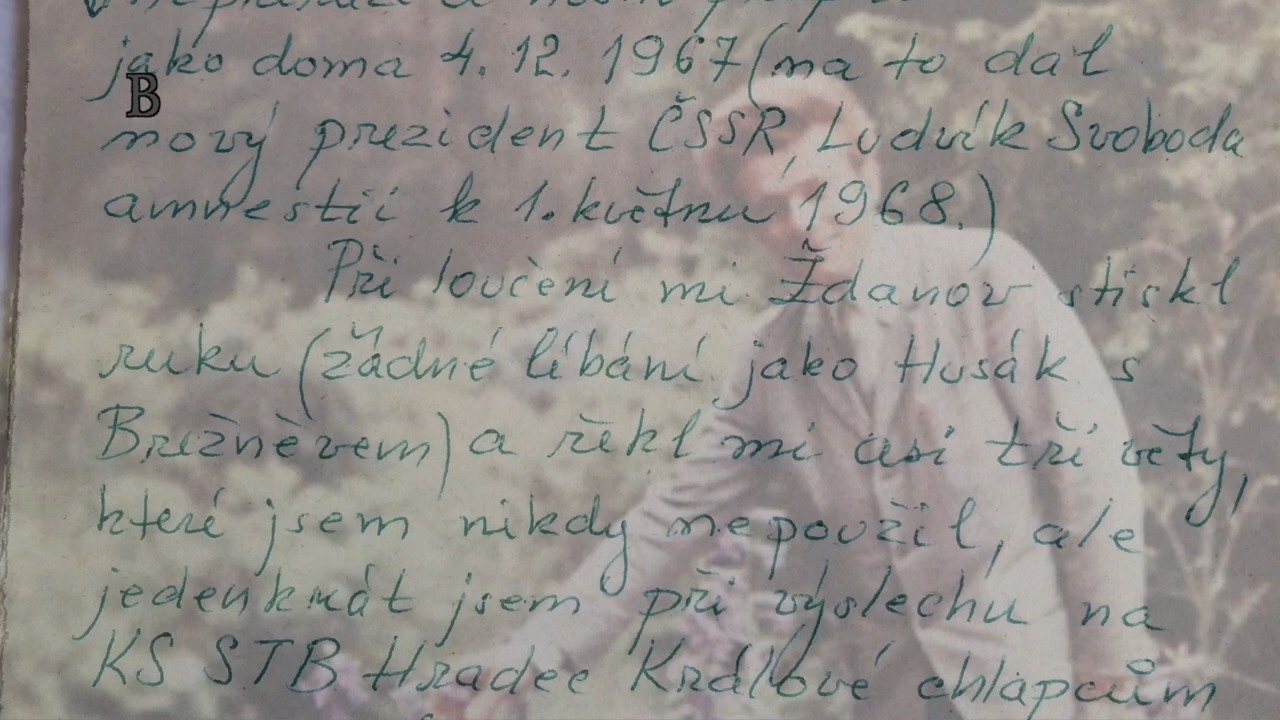 jako doma 4. 12. 1967 (na to dal
B
nový prezident ČSSR, Ludvík Svoboda
amnestii k 1. květnu 1968.)
Při loučení mi Ždanov stiskl
ruku (žádné líbání jako Husák s
Brežněvem) a řekl mi asi tři věty,
které jsem nikdy nepoužil, ale
jedenkrát jsem při výslechu na
KS STB Hradec Králové chlapcům